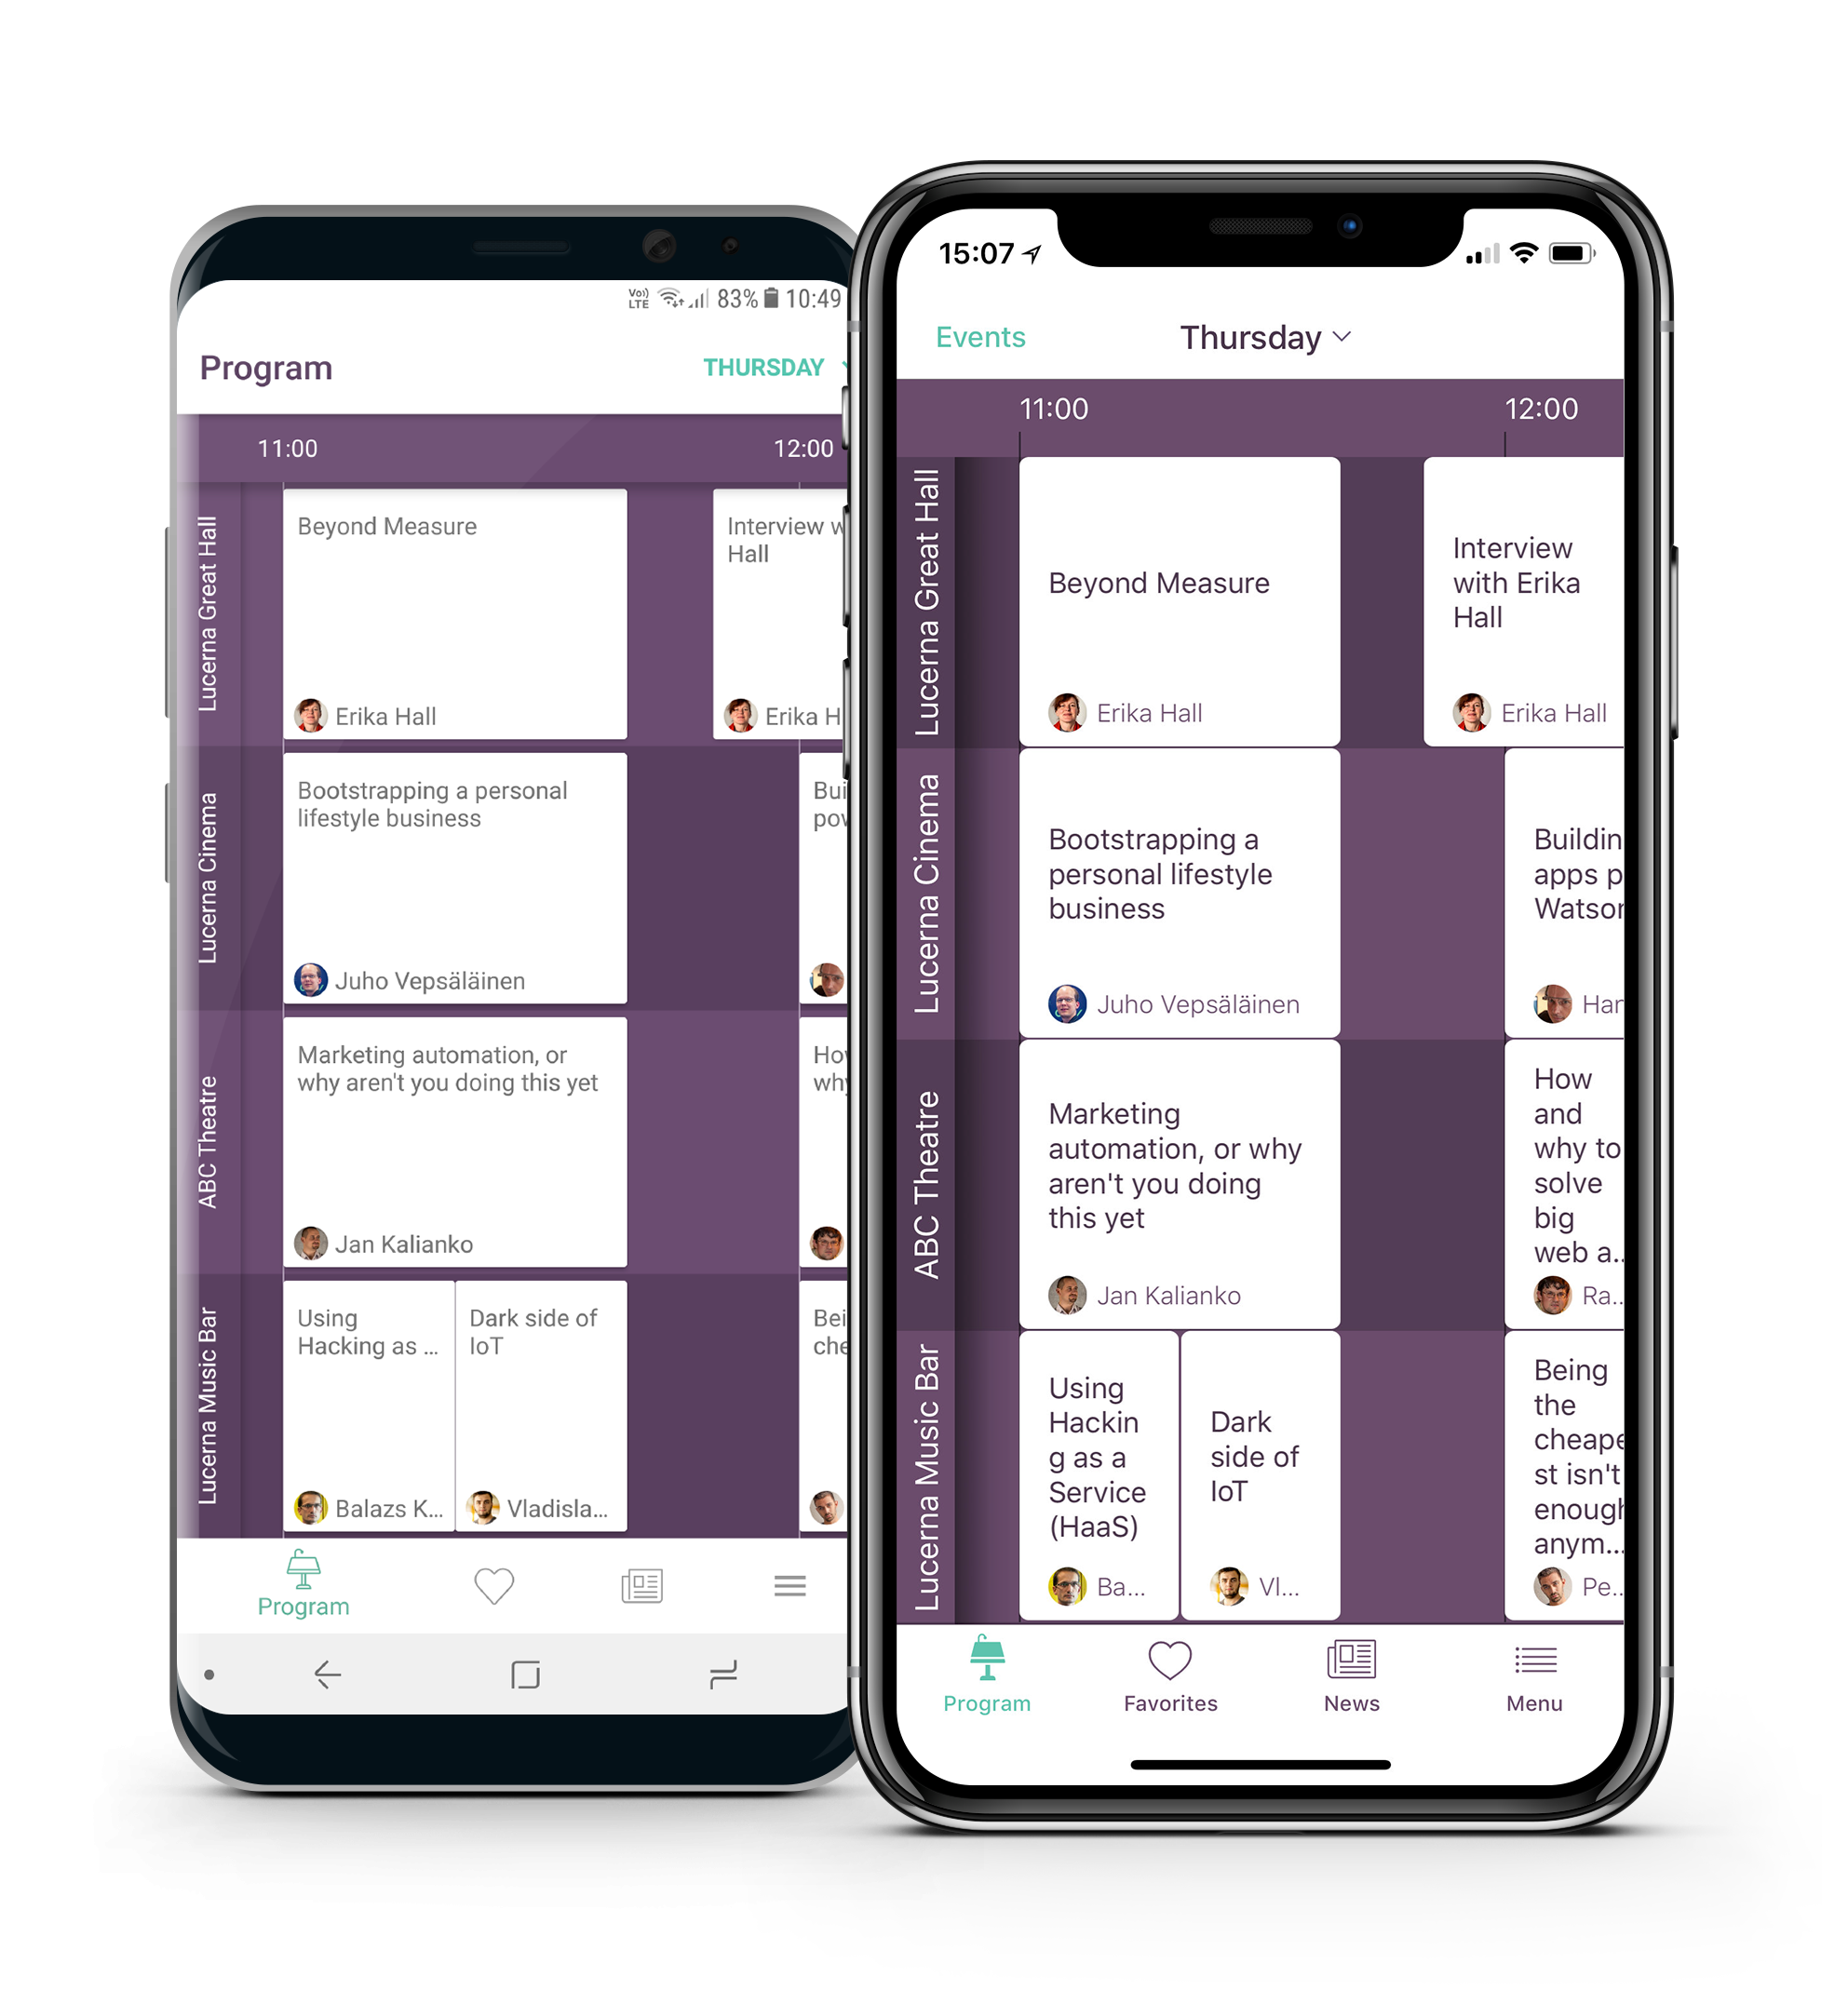 Vo))
LTE
83%
10:49
Program
THURSDAY
11:00
12:00
Lucerna Great Hall
Beyond Measure
Erika Hall
Interview w
Hall
Erika H
Lucerna Cinema
Bootstrapping a personal
lifestyle business
Juho Vepsäläinen
Bui
pow
ABC Theatre
Marketing automation, or
why aren't you doing this yet
Jan Kalianko
How
why
Lucerna Music Bar
Using
Hacking as ...
Balazs K...
Dark side of
IoT
Vladisla...
Bei
che
Program
15:07
Events
Thursday
11:00
12:00
Lucerna Great Hall
Beyond Measure
Erika Hall
Interview
with Erika
Hall
Erika Hall
Lucerna Cinema
Bootstrapping a
personal lifestyle
business
Juho Vepsäläinen
Buildin
apps p
Watson
Har
ABC Theatre
Marketing
automation, or why
aren't you doing
this yet
Jan Kalianko
How
and
why to
solve
big
web a...
Ra...
Lucerna Music Bar
Using
Hackin
g as a
Service
(HaaS)
Ba...
Dark
side of
IoT
Vl...
Being
the
cheape
st isn't
enough
anym...
Pe...
Program
Favorites
News
Menu